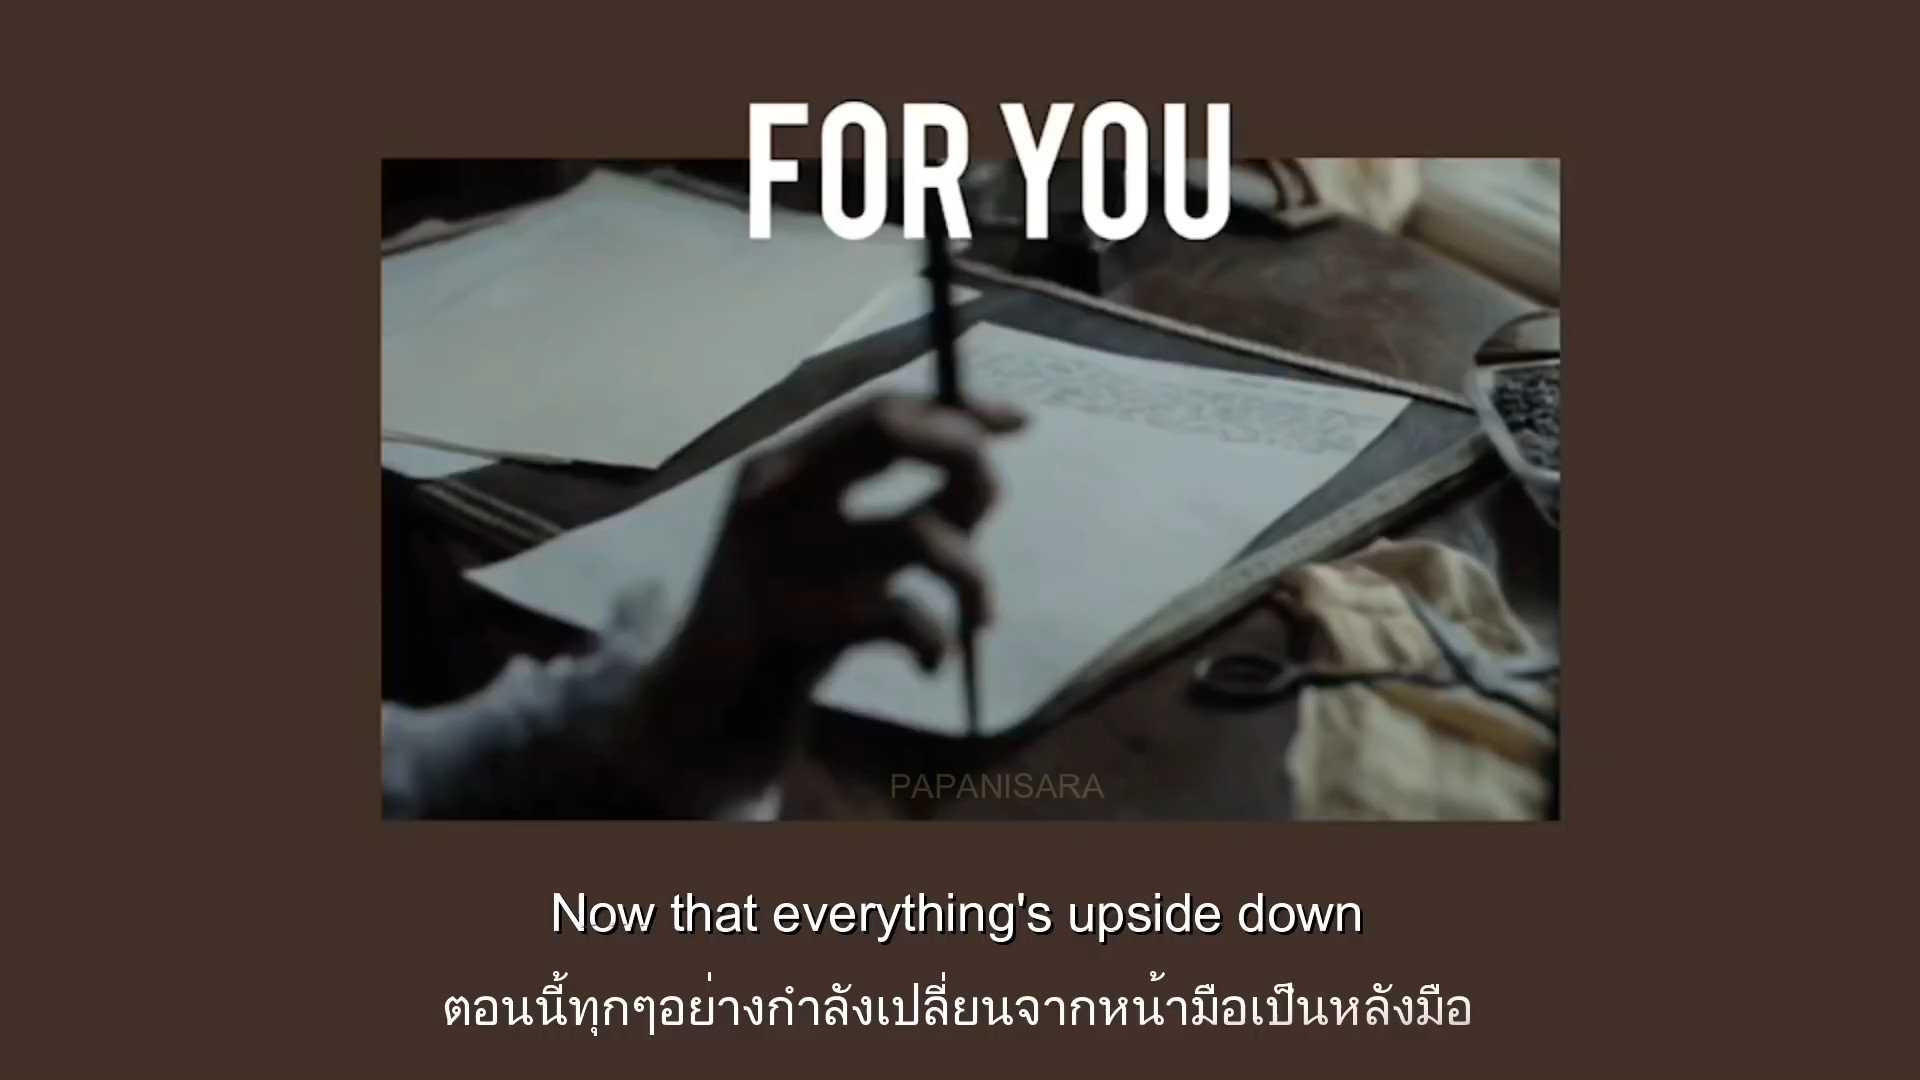 FOR YOU
PAPANISARA
Now that everything's upside down
ตอนนี้ทุกๆอย่างกำลังเปลี่ยนจากหน้ามือเป็นหลังมือ